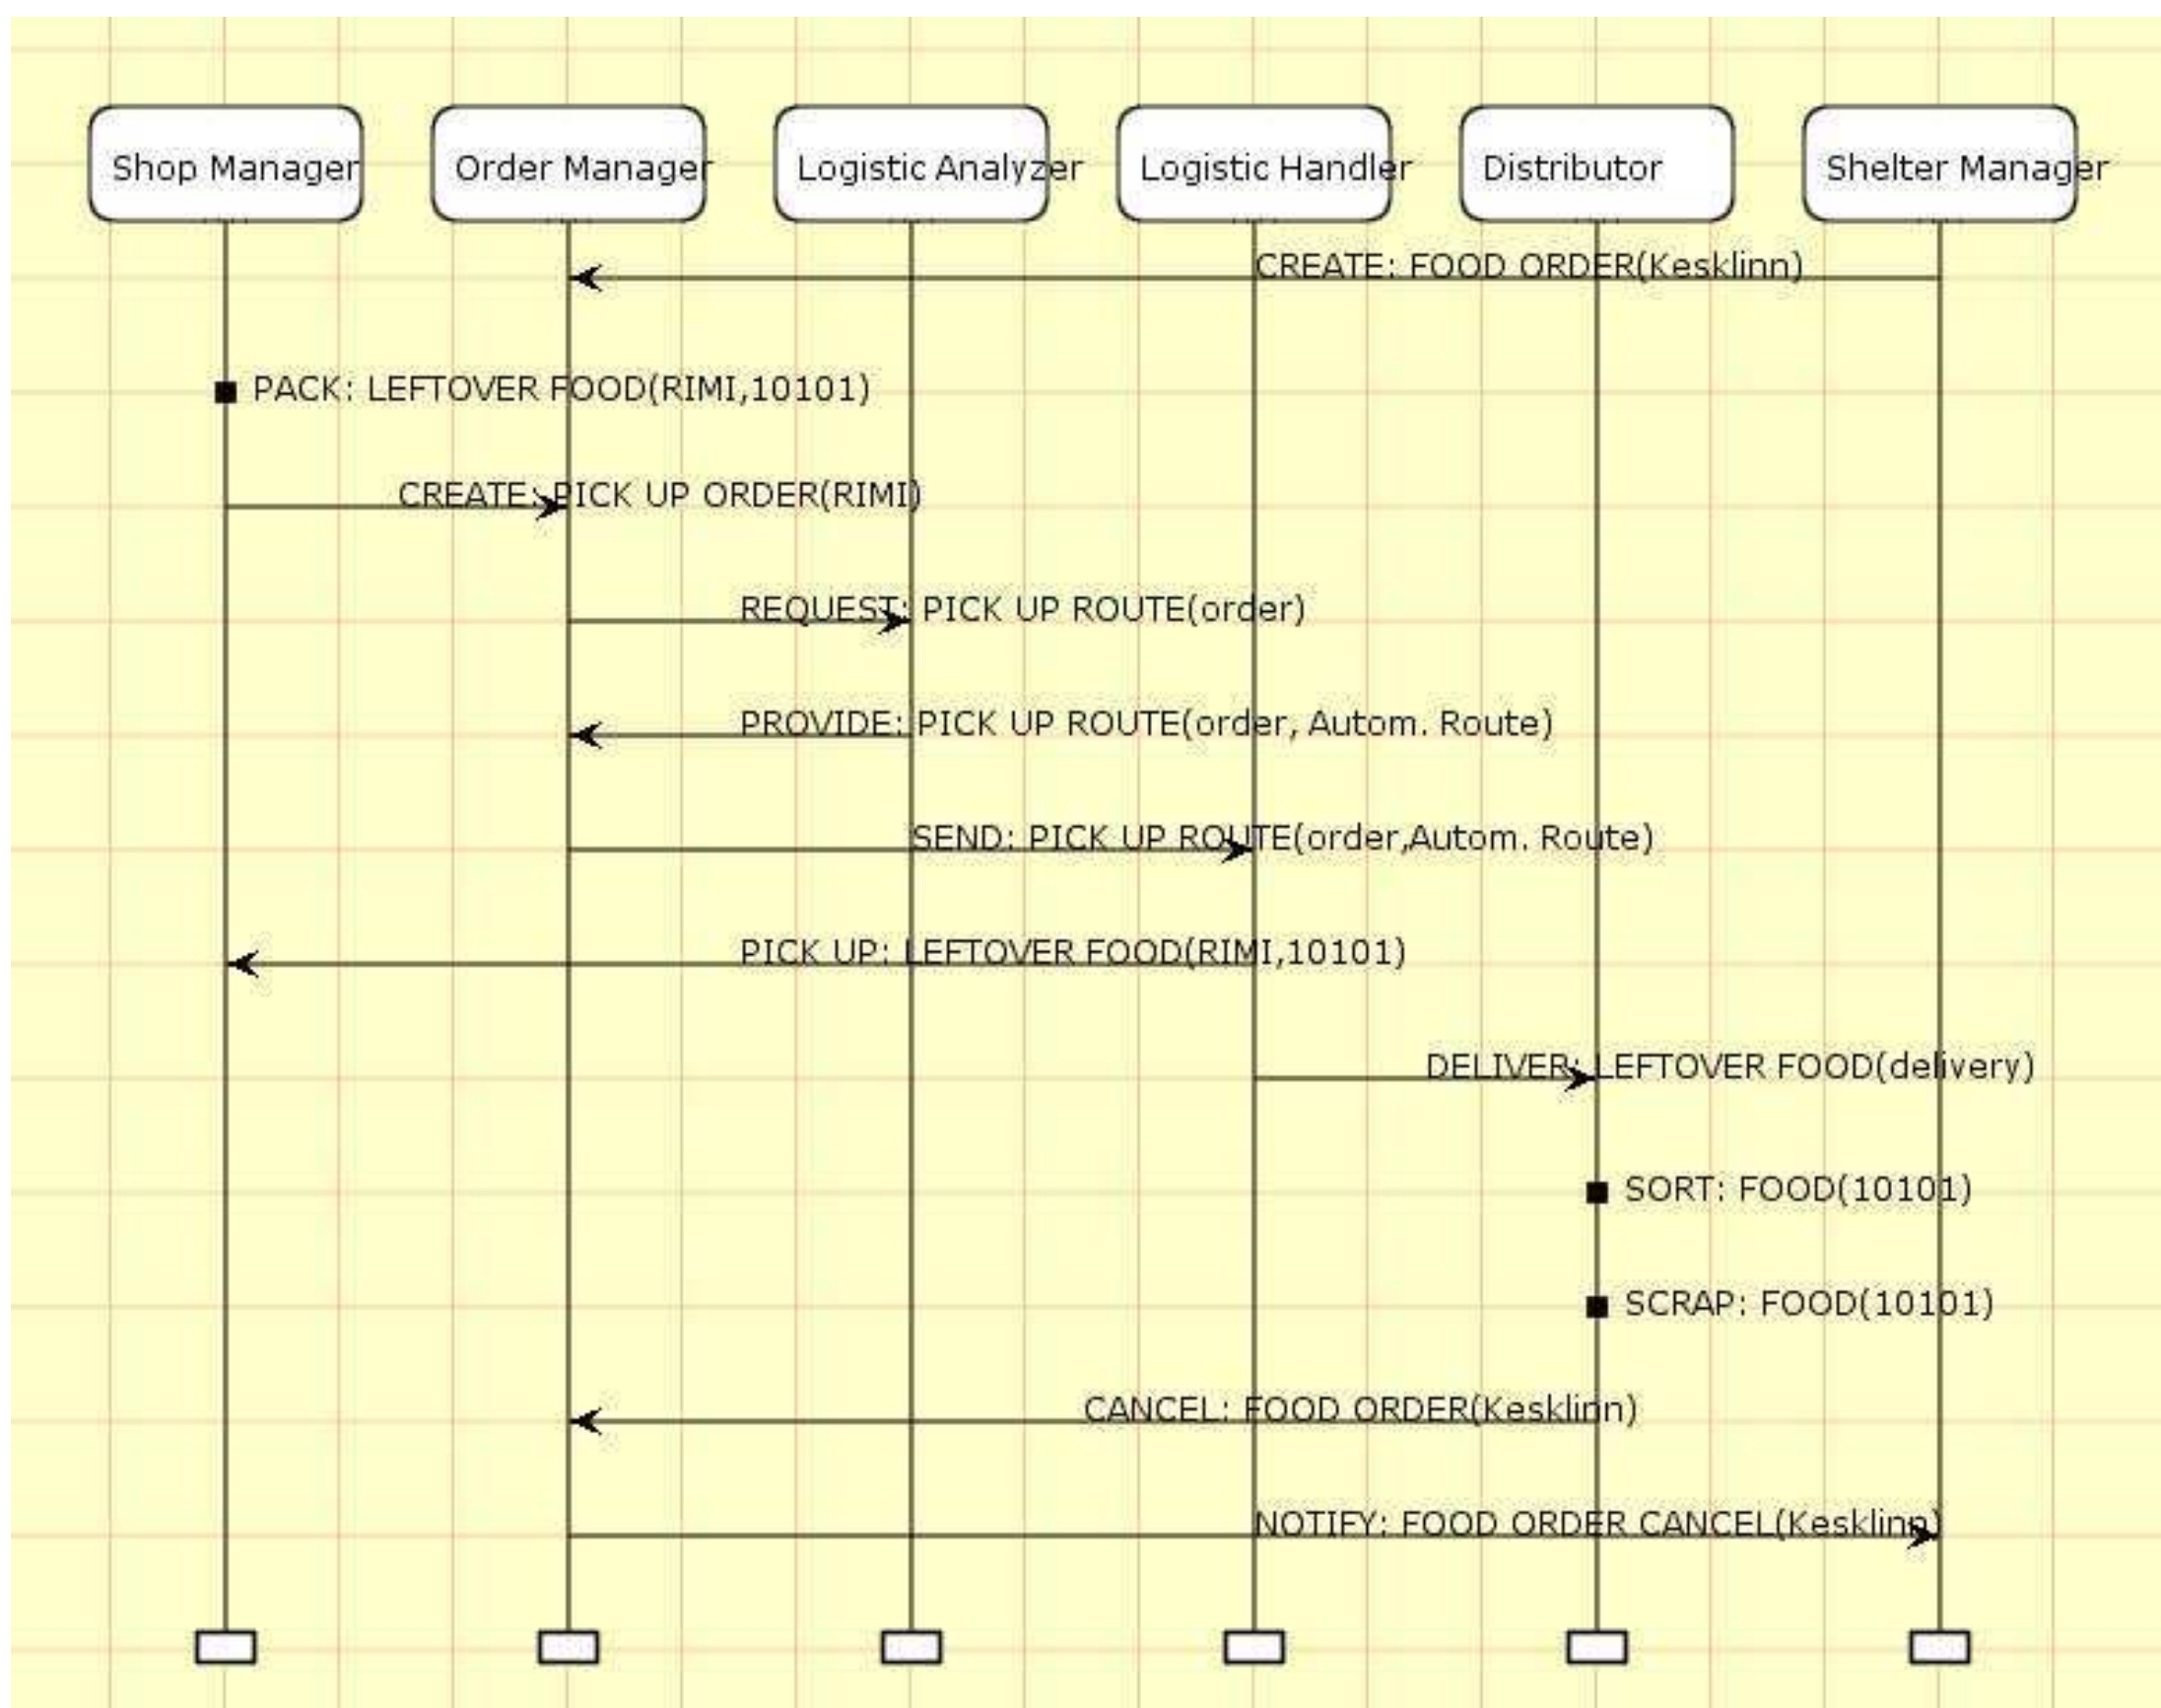 Shop Manager
Order Manager
Logistic Analyzer
Logistic Handler
Distributor
Shelter Manager
CREATE: FOOD ORDER(Kesklinn)
PACK: LEFTOVER FOOD(RIMI,10101)
CREATE: PICK UP ORDER(RIMI)
REQUEST: PICK UP ROUTE(order)
PROVIDE: PICK UP ROUTE(order, Autom. Route)
SEND: PICK UP ROUTE(order,Autom. Route)
PICK UP: LEFTOVER FOOD(RIMI,10101)
DELIVER: LEFTOVER FOOD(delivery)
SORT: FOOD(10101)
SCRAP: FOOD(10101)
CANCEL: FOOD ORDER(Kesklinn)
NOTIFY: FOOD ORDER CANCEL(Kesklinn)